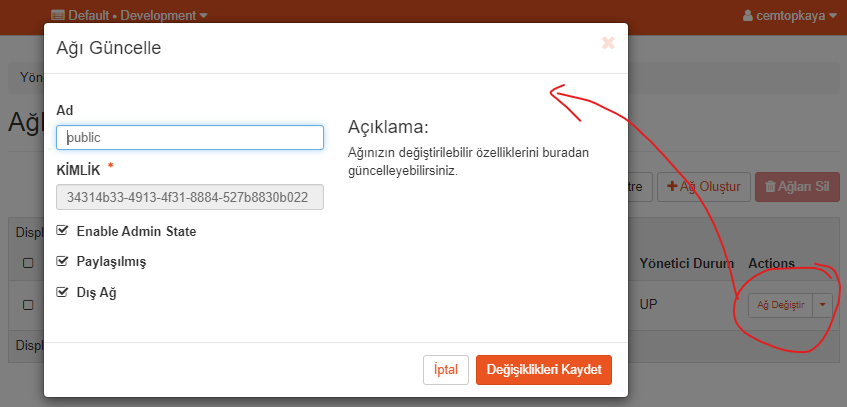 Default • Development
cemtopkaya
Ağı Güncelle
×
Yön
Ağl
Ad
public
Açıklama:
Ağınızın değiştirilebilir özelliklerini buradan
güncelleyebilirsiniz.
KİMLİK *
34314b33-4913-4f31-8884-527b8830b022
tre
+Ağ Oluştur
Ağları Sil
Enable Admin State
Displ
Paylaşılmış
Yönetici Durum
Actions
Dış Ağ
UP
Ağ Değiştir
Displ
İptal
Değişiklikleri Kaydet